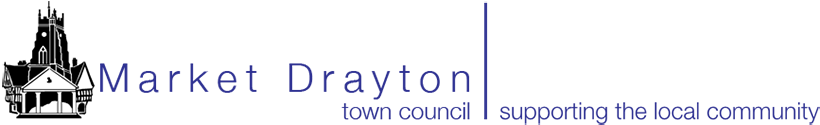 Market Drayton
town council supporting the local community